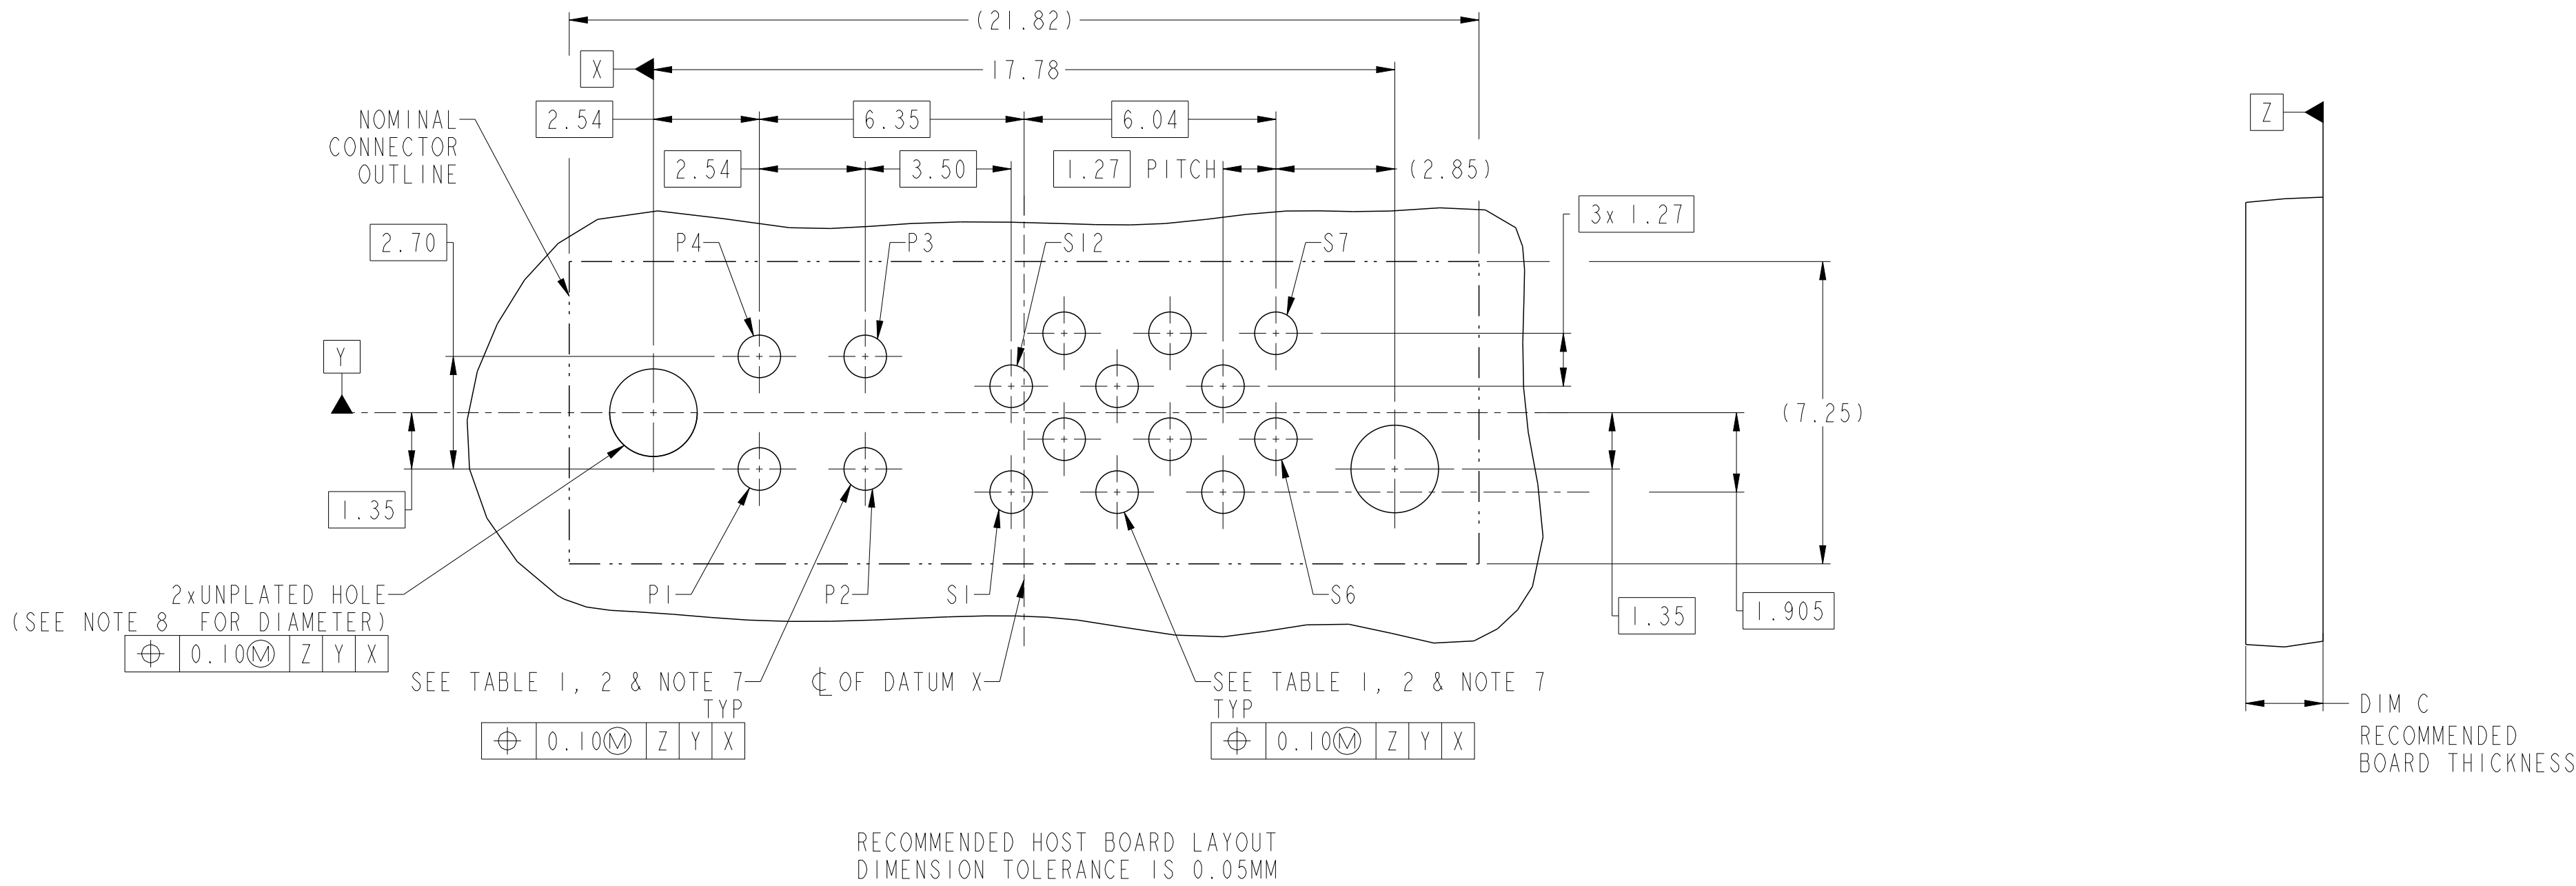 (21.82)
X
17.78
2.54
6.35
6.04
Z
NOMINAL
CONNECTOR
OUTLINE
2.54
3.50
1.27 PITCH
(2.85)
3x 1.27
2.70
P4
P3
S12
S7
Y
(7.25)
1.35
2xUNPLATED HOLE
(SEE NOTE 8 FOR DIAMETER)
⌖ 0.10Ⓜ Z Y X
P1
P2
S1
S6
1.35
1.905
SEE TABLE 1, 2 & NOTE 7
TYP
⌖ 0.10Ⓜ Z Y X
℄ OF DATUM X
SEE TABLE 1, 2 & NOTE 7
TYP
⌖ 0.10Ⓜ Z Y X
DIM C
RECOMMENDED
BOARD THICKNESS
RECOMMENDED HOST BOARD LAYOUT
DIMENSION TOLERANCE IS 0.05MM